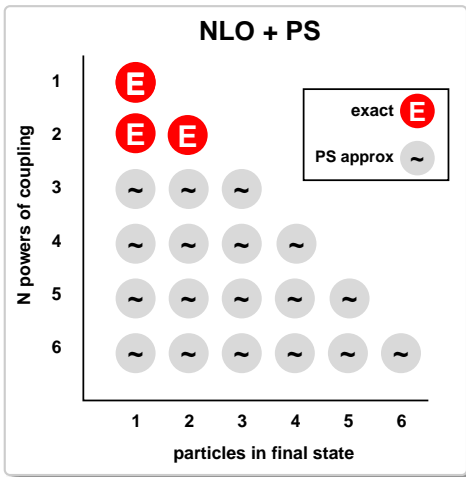 NLO + PS
1
E
exact E
2
E E
PS approx ~
3
~ ~ ~
4
~ ~ ~ ~
5
~ ~ ~ ~ ~
6
~ ~ ~ ~ ~ ~
N powers of coupling
1 2 3 4 5 6
particles in final state